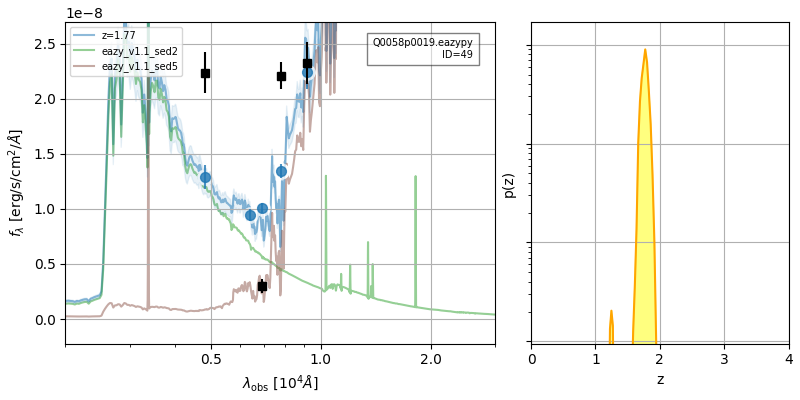 1e−8
z=1.77
eazy_v1.1_sed2
eazy_v1.1_sed5
Q0058p0019.eazypy
ID=49
2.5
2.0
1.5
1.0
0.5
0.0
fλ [erg/s/cm²/Å]
0.5
1.0
2.0
λobs [10⁴Å]
p(z)
0
1
2
3
4
z